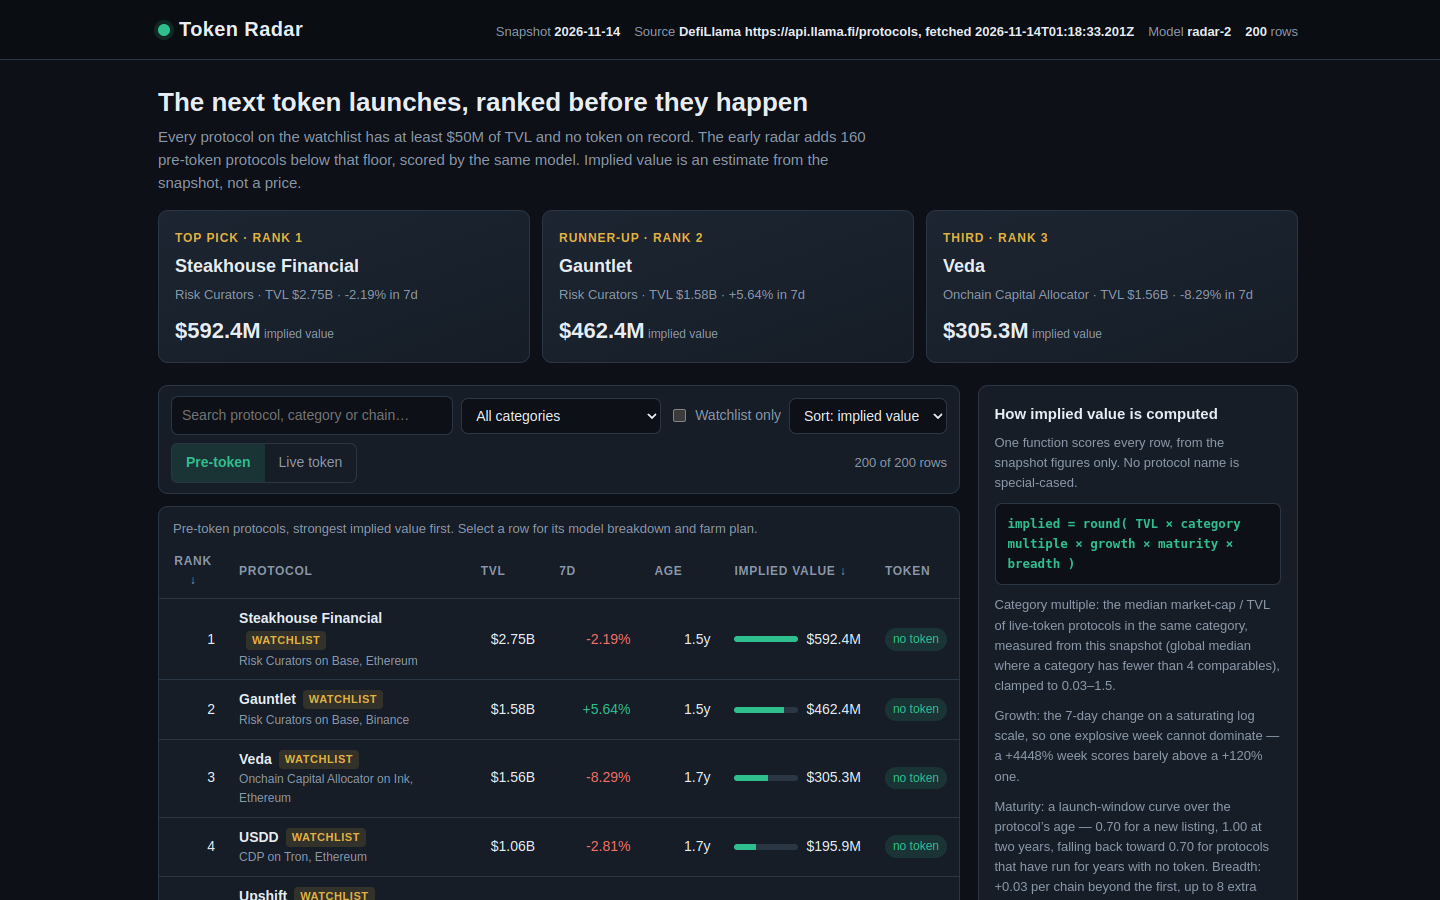 Token Radar
Snapshot 2026-11-14 Source DefiLlama https://api.llama.fi/protocols, fetched 2026-11-14T01:18:33.201Z Model radar-2 200 rows
The next token launches, ranked before they happen
Every protocol on the watchlist has at least $50M of TVL and no token on record. The early radar adds 160
pre-token protocols below that floor, scored by the same model. Implied value is an estimate from the
snapshot, not a price.
TOP PICK · RANK 1
Steakhouse Financial
Risk Curators · TVL $2.75B · -2.19% in 7d
$592.4M implied value
RUNNER-UP · RANK 2
Gauntlet
Risk Curators · TVL $1.58B · +5.64% in 7d
$462.4M implied value
THIRD · RANK 3
Veda
Onchain Capital Allocator · TVL $1.56B · -8.29% in 7d
$305.3M implied value
Search protocol, category or chain…
All categories
Watchlist only
Sort: implied value
Pre-token
Live token
200 of 200 rows
Pre-token protocols, strongest implied value first. Select a row for its model breakdown and farm plan.
RANK ↓ PROTOCOL TVL 7D AGE IMPLIED VALUE ↓ TOKEN
Steakhouse Financial
1 WATCHLIST $2.75B -2.19% 1.5y $592.4M no token
Risk Curators on Base, Ethereum
Gauntlet WATCHLIST
2 $1.58B +5.64% 1.5y $462.4M no token
Risk Curators on Base, Binance
Veda WATCHLIST
3 $1.56B -8.29% 1.7y $305.3M no token
Onchain Capital Allocator on Ink,
Ethereum
USDD WATCHLIST
4 $1.06B -2.81% 1.7y $195.9M no token
CDP on Tron, Ethereum
Upshift WATCHLIST
How implied value is computed
One function scores every row, from the
snapshot figures only. No protocol name is
special-cased.
implied = round( TVL × category
multiple × growth × maturity ×
breadth )
Category multiple: the median market-cap / TVL
of live-token protocols in the same category,
measured from this snapshot (global median
where a category has fewer than 4 comparables),
clamped to 0.03–1.5.
Growth: the 7-day change on a saturating log
scale, so one explosive week cannot dominate —
a +4448% week scores barely above a +120%
one.
Maturity: a launch-window curve over the
protocol's age — 0.70 for a new listing, 1.00 at
two years, falling back toward 0.70 for protocols
that have run for years with no token. Breadth:
+0.03 per chain beyond the first, up to 8 extra